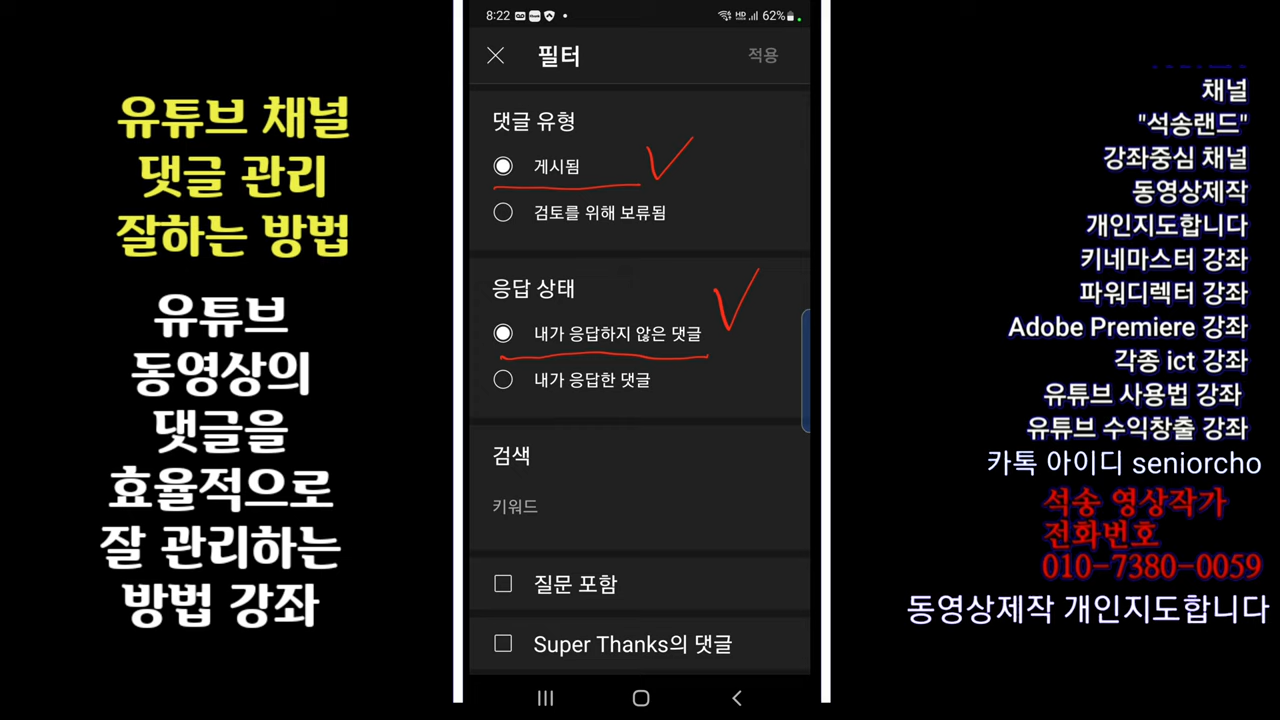 유튜브 채널
댓글 관리
잘하는 방법
유튜브
동영상의
댓글을
효율적으로
잘 관리하는
방법 강좌
8:22
HD
62%
필터
적용
댓글 유형
게시됨
검토를 위해 보류됨
응답 상태
내가 응답하지 않은 댓글
내가 응답한 댓글
검색
키워드
질문 포함
Super Thanks의 댓글
채널
"석송랜드"
강좌중심 채널
동영상제작
개인지도합니다
키네마스터 강좌
파워디렉터 강좌
Adobe Premiere 강좌
각종 ict 강좌
유튜브 사용법 강좌
유튜브 수익창출 강좌
카톡 아이디 seniorcho
석송 영상작가
전화번호
010-7380-0059
동영상제작 개인지도합니다